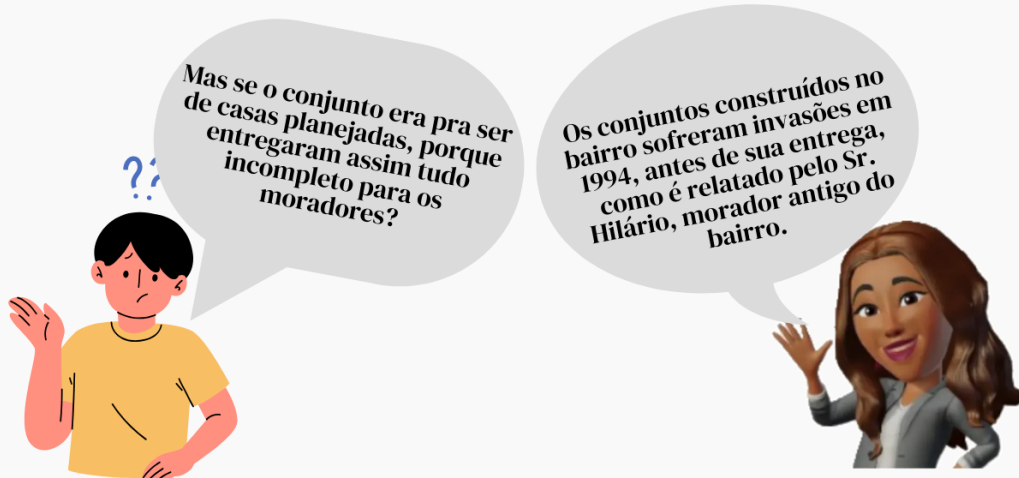 Mas se o conjunto era pra ser
de casas planejadas, porque
entregaram assim tudo
incompleto para os
moradores?
??
Os conjuntos construídos no
bairro sofreram invasões em
1994, antes de sua entrega,
como é relatado pelo Sr.
Hilário, morador antigo do
bairro.